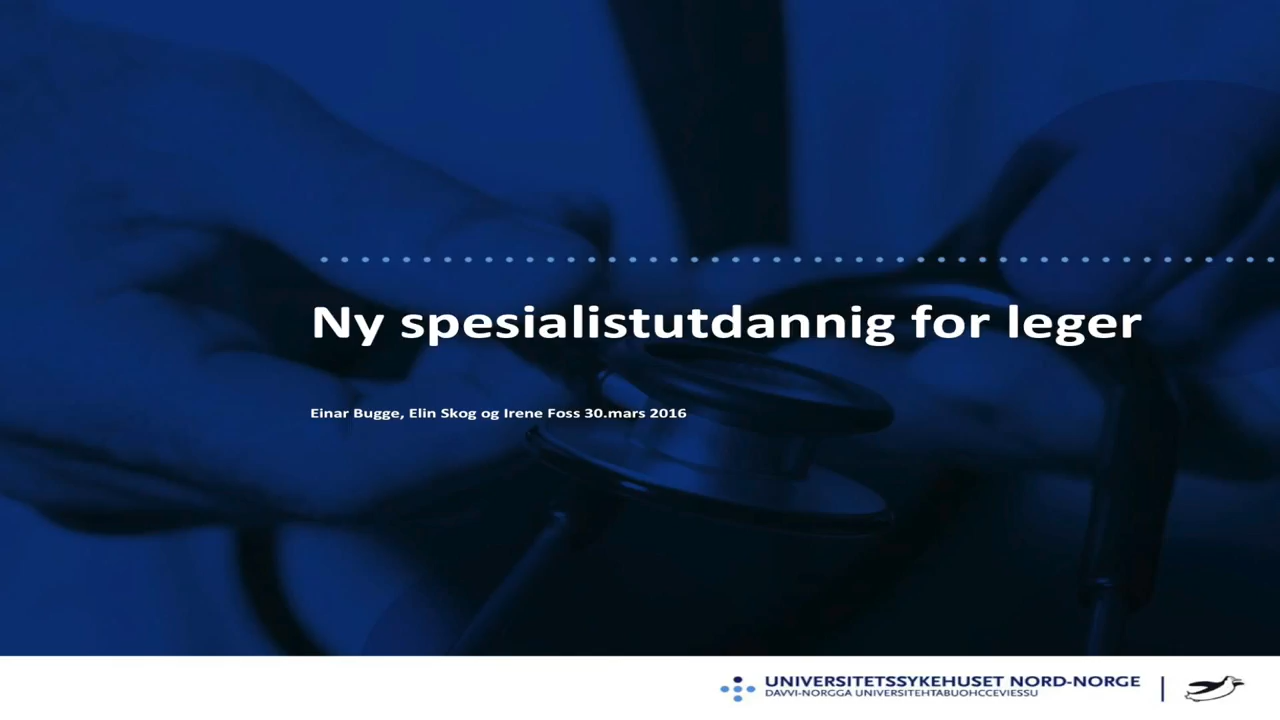 Ny spesialistutdannig for leger
Einar Bugge, Elin Skog og Irene Foss 30.mars 2016
UNIVERSITETSSYKEHUSET NORD-NORGE
DAVVI-NORGGA UNIVERSITEHTABUOHCCEVIESSU